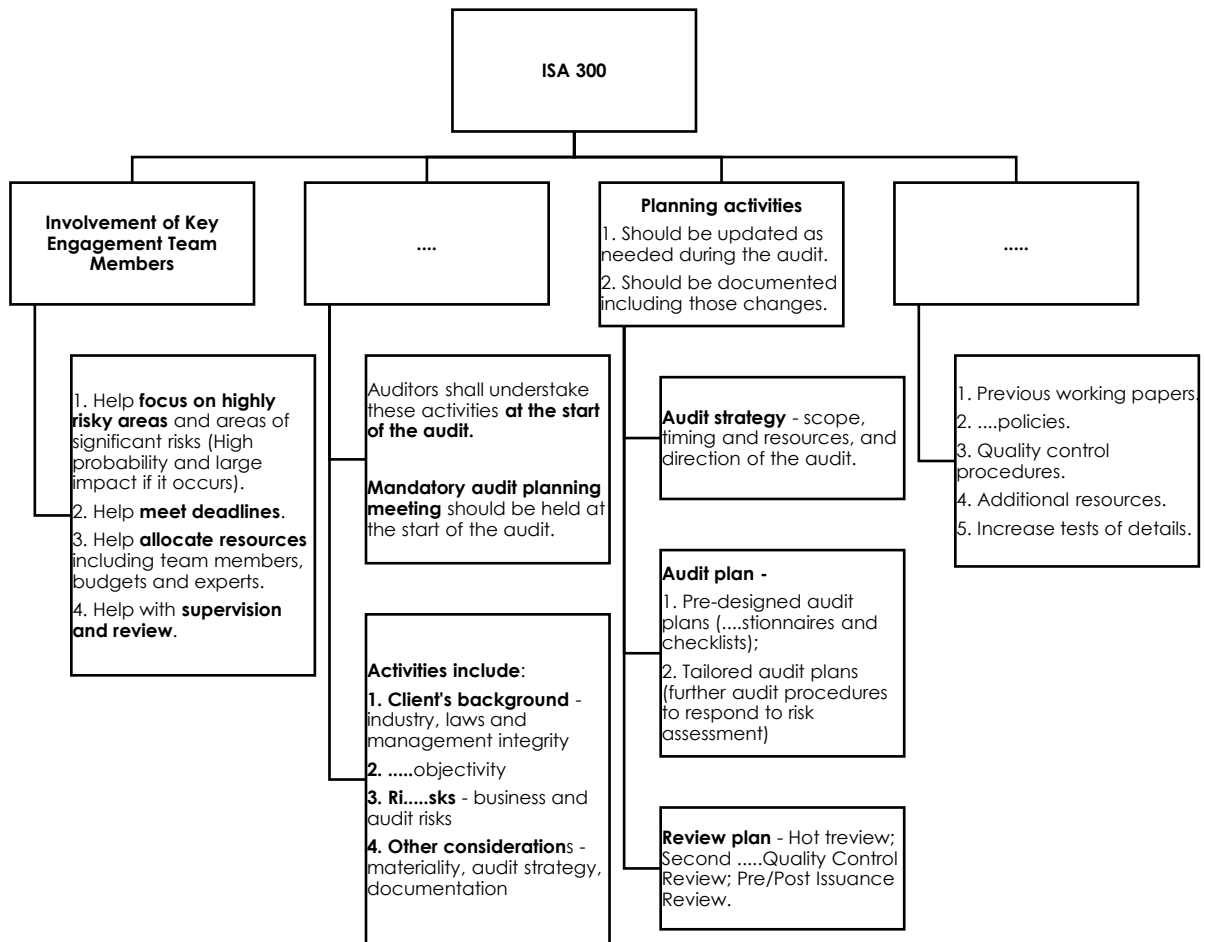 ISA 300
Involvement of Key
Engagement Team
Members
....
Planning activities
1. Should be updated as
needed during the audit.
2. Should be documented
including those changes.
.....
1. Help focus on highly
risky areas and areas of
significant risks (High
probability and large
impact if it occurs).
2. Help meet deadlines.
3. Help allocate resources
including team members,
budgets and experts.
4. Help with supervision
and review.
Auditors shall understake
these activities at the start
of the audit.
Mandatory audit planning
meeting should be held at
the start of the audit.
Activities include:
1. Client's background -
industry, laws and
management integrity
2. .....objectivity
3. Ri.....sks - business and
audit risks
4. Other considerations -
materiality, audit strategy,
documentation
Audit strategy - scope,
timing and resources, and
direction of the audit.
Audit plan -
1. Pre-designed audit
plans (....stionnaires and
checklists);
2. Tailored audit plans
(further audit procedures
to respond to risk
assessment)
Review plan - Hot treview;
Second .....Quality Control
Review; Pre/Post Issuance
Review.
1. Previous working papers.
2. ....policies.
3. Quality control
procedures.
4. Additional resources.
5. Increase tests of details.